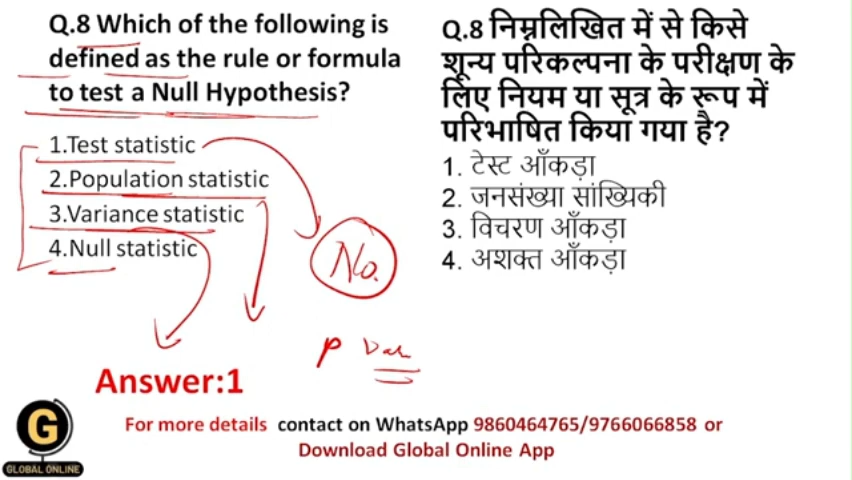 Q.8 Which of the following is
defined as the rule or formula
to test a Null Hypothesis?
1.Test statistic
2.Population statistic
3.Variance statistic
4.Null statistic
No.
P
Answer:1
Q.8 निम्नलिखित में से किसे
शून्य परिकल्पना के परीक्षण के
लिए नियम या सूत्र के रूप में
परिभाषित किया गया है?
1. टेस्ट आँकड़ा
2. जनसंख्या सांख्यिकी
3. विचरण आँकड़ा
4. अशक्त आँकड़ा
G
GLOBAL ONLINE
For more details contact on WhatsApp 9860464765/9766066858 or
Download Global Online App